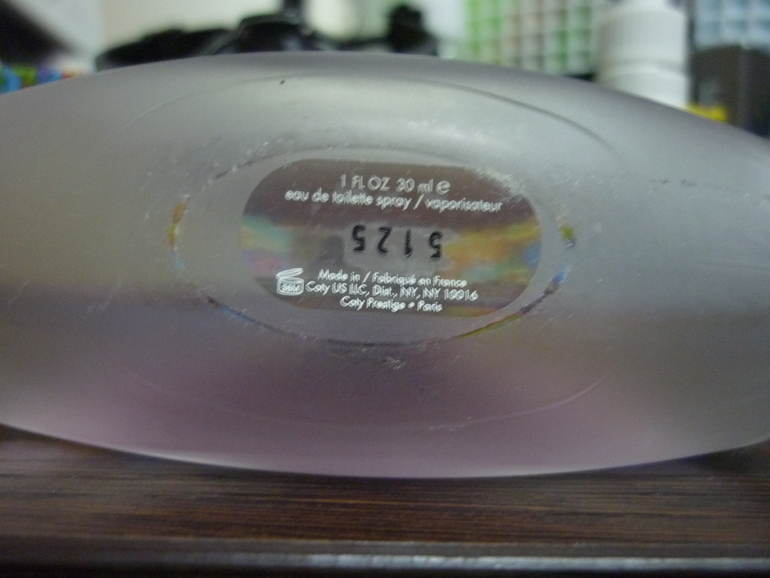 1 FL OZ 30 ml e
eau de toilette spray / vaporisateur
5125
Made in / Fabriqué en France
Coty US LLC, Dist., NY, NY 10016
Coty Prestige • Paris